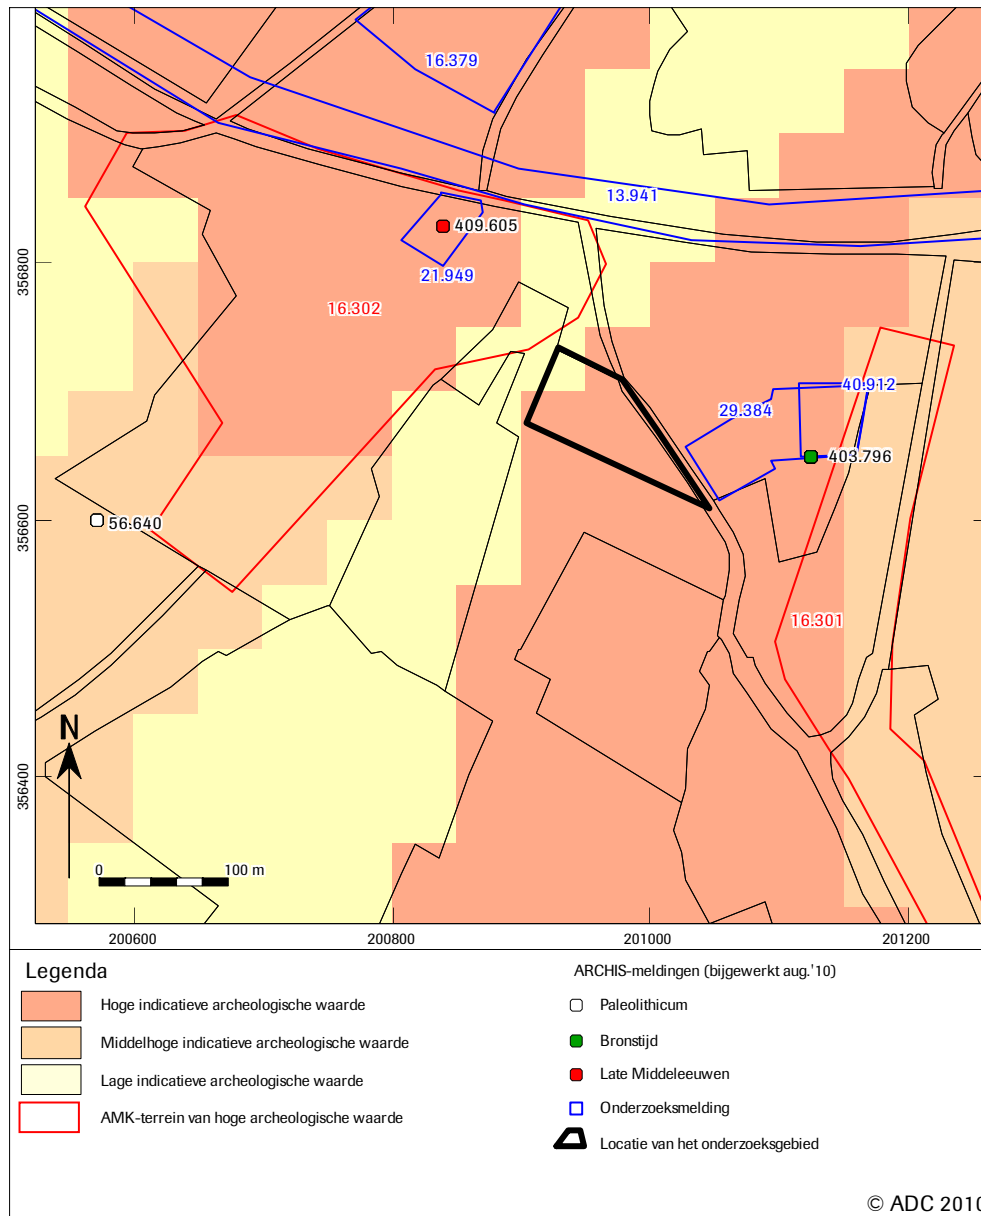 16.379
13.941
409.605
21.949
16.302
356800
40.912
29.384
403.796
56.640
356600
16.301
N
356400
0 100 m
200600 200800 201000 201200
Legenda
Hoge indicatieve archeologische waarde
Middelhoge indicatieve archeologische waarde
Lage indicatieve archeologische waarde
AMK-terrein van hoge archeologische waarde
ARCHIS-meldingen (bijgewerkt aug.'10)
Paleolithicum
Bronstijd
Late Middeleeuwen
Onderzoeksmelding
Locatie van het onderzoeksgebied
© ADC 2010